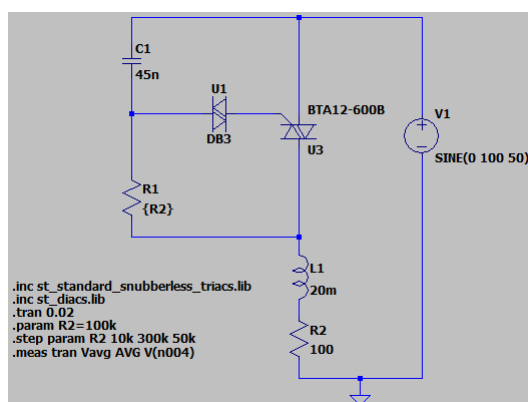 C1
45n
U1
DB3
BTA12-600B
U3
V1
SINE(0 100 50)
R1
{R2}
L1
20m
R2
100
.inc st_standard_snubberless_triacs.lib
.inc st_diacs.lib
.tran 0.02
.param R2=100k
.step param R2 10k 300k 50k
.meas tran Vavg AVG V(n004)